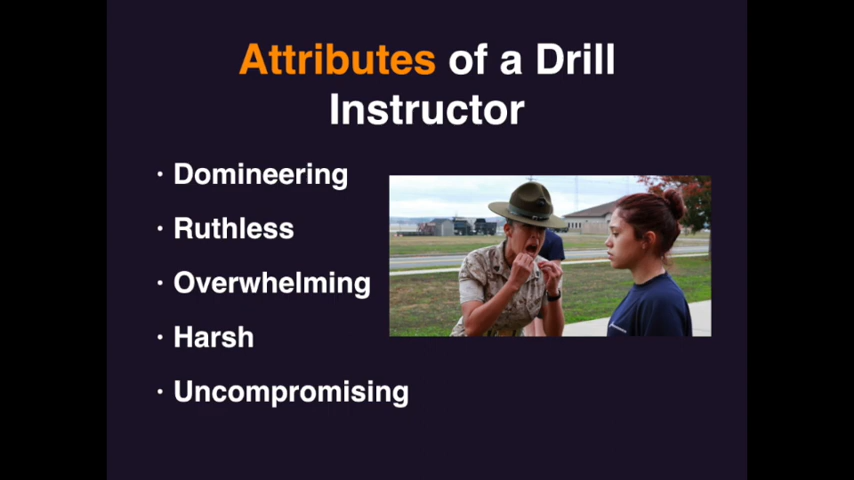 Attributes of a Drill
Instructor
· Domineering
· Ruthless
· Overwhelming
· Harsh
· Uncompromising